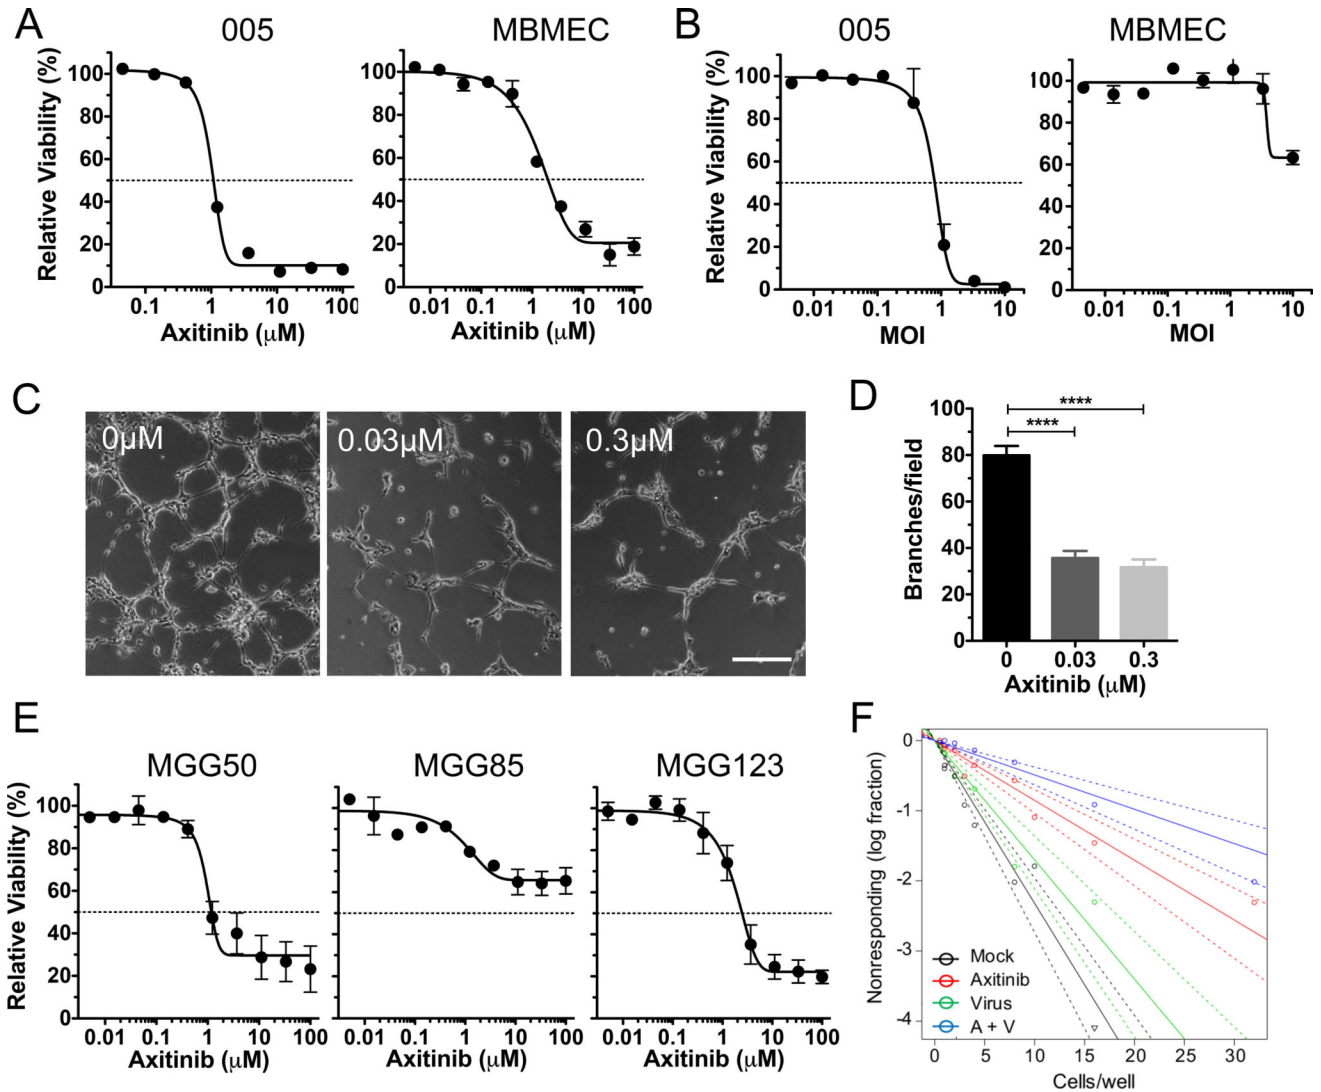 A
005
MBMEC
Relative Viability (%)
100
80
60
40
20
0
0.1 1 10 100
Axitinib (μM)
100
80
60
40
20
0
0.01 0.1 1 10 100
Axitinib (μM)
B
005
MBMEC
Relative Viability (%)
100
80
60
40
20
0
0.01 0.1 1 10
MOI
100
80
60
40
20
0
0.01 0.1 1 10
MOI
C
0μM
0.03μM
0.3μM
D
Branches/field
100
80
60
40
20
0
****
****
0 0.03 0.3
Axitinib (μM)
E
MGG50
MGG85
MGG123
Relative Viability (%)
100
80
60
40
20
0
0.01 0.1 1 10 100
Axitinib (μM)
0.01 0.1 1 10 100
Axitinib (μM)
0.01 0.1 1 10 100
Axitinib (μM)
F
Nonresponding (log fraction)
0
-1
-2
-3
-4
Mock
Axitinib
Virus
A + V
0 5 10 15 20 25 30
Cells/well